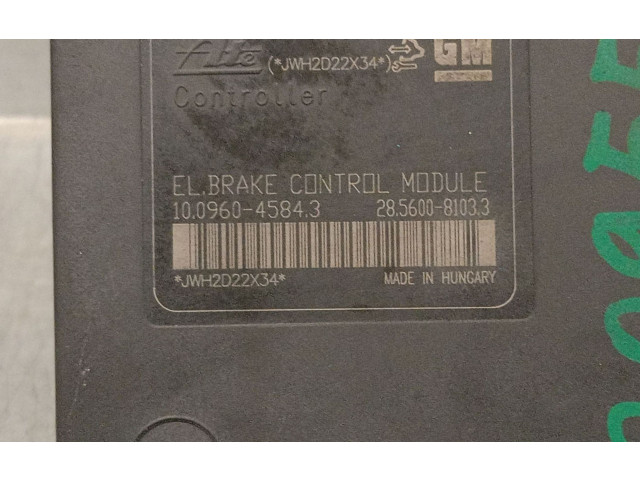 Ate (*JWH2D22X34*) GM
Controller
EL.BRAKE CONTROL MODULE
10.0960-4584.3 28.5600-8103.3
*JWH2D22X34* MADE IN HUNGARY